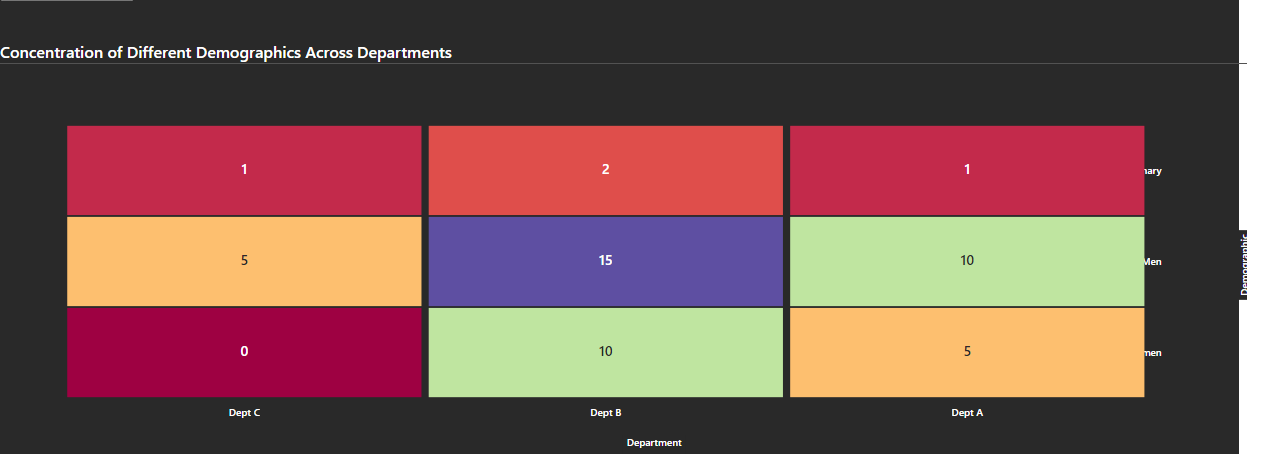 Concentration of Different Demographics Across Departments
1 2 1 nary
5 15 10 Men
0 10 5 men
Dept C Dept B Dept A
Department
Demographic